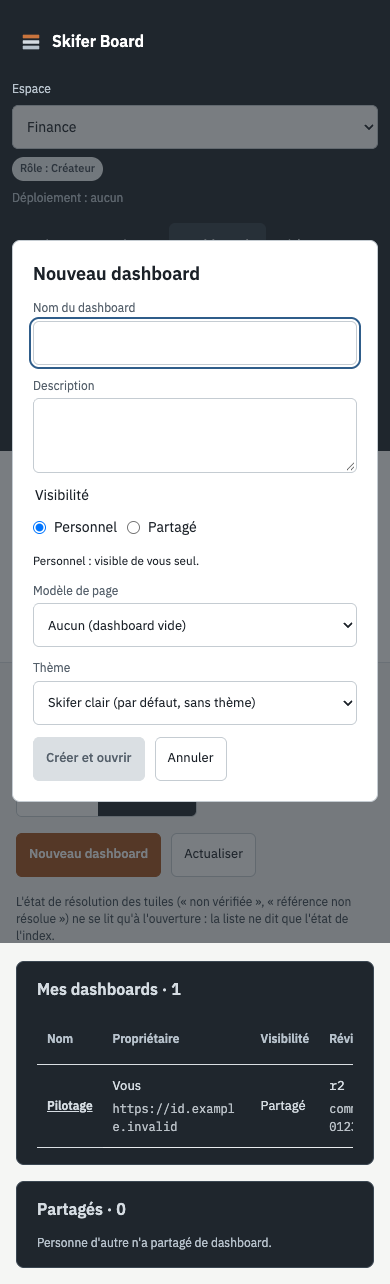 Skifer Board
Espace
Finance
Rôle : Créateur
Déploiement : aucun
Nouveau dashboard
Nom du dashboard
Description
Visibilité
Personnel
Partagé
Personnel : visible de vous seul.
Modèle de page
Aucun (dashboard vide)
Thème
Skifer clair (par défaut, sans thème)
Créer et ouvrir
Annuler
Nouveau dashboard
Actualiser
L'état de résolution des tuiles (« non vérifiée », « référence non
résolue ») ne se lit qu'à l'ouverture : la liste ne dit que l'état de
l'index.
Mes dashboards · 1
Nom
Propriétaire
Visibilité
Révi
Pilotage
Vous
https://id.exampl
e.invalid
Partagé
r2
com
012
Partagés · 0
Personne d'autre n'a partagé de dashboard.